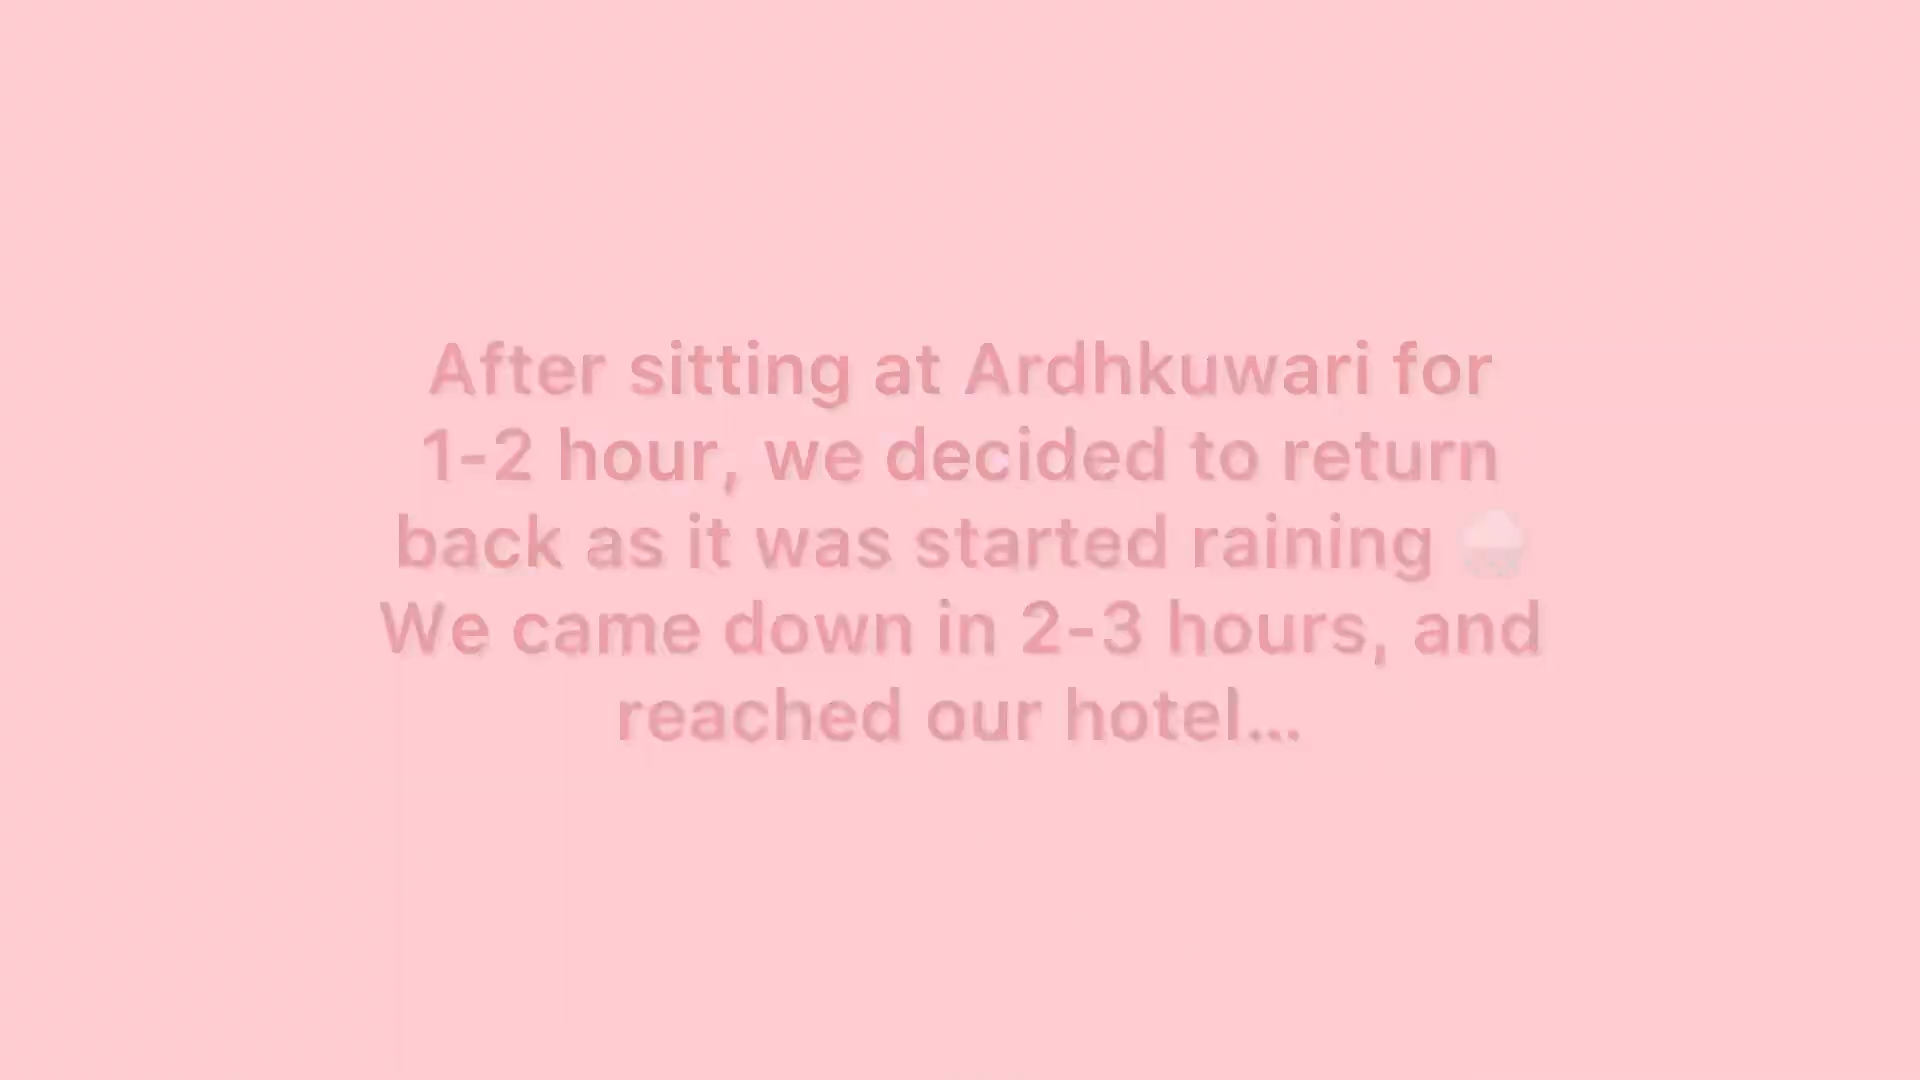 After sitting at Ardhkuwari for
1-2 hour, we decided to return
back as it was started raining 🌧️
We came down in 2-3 hours, and
reached our hotel...